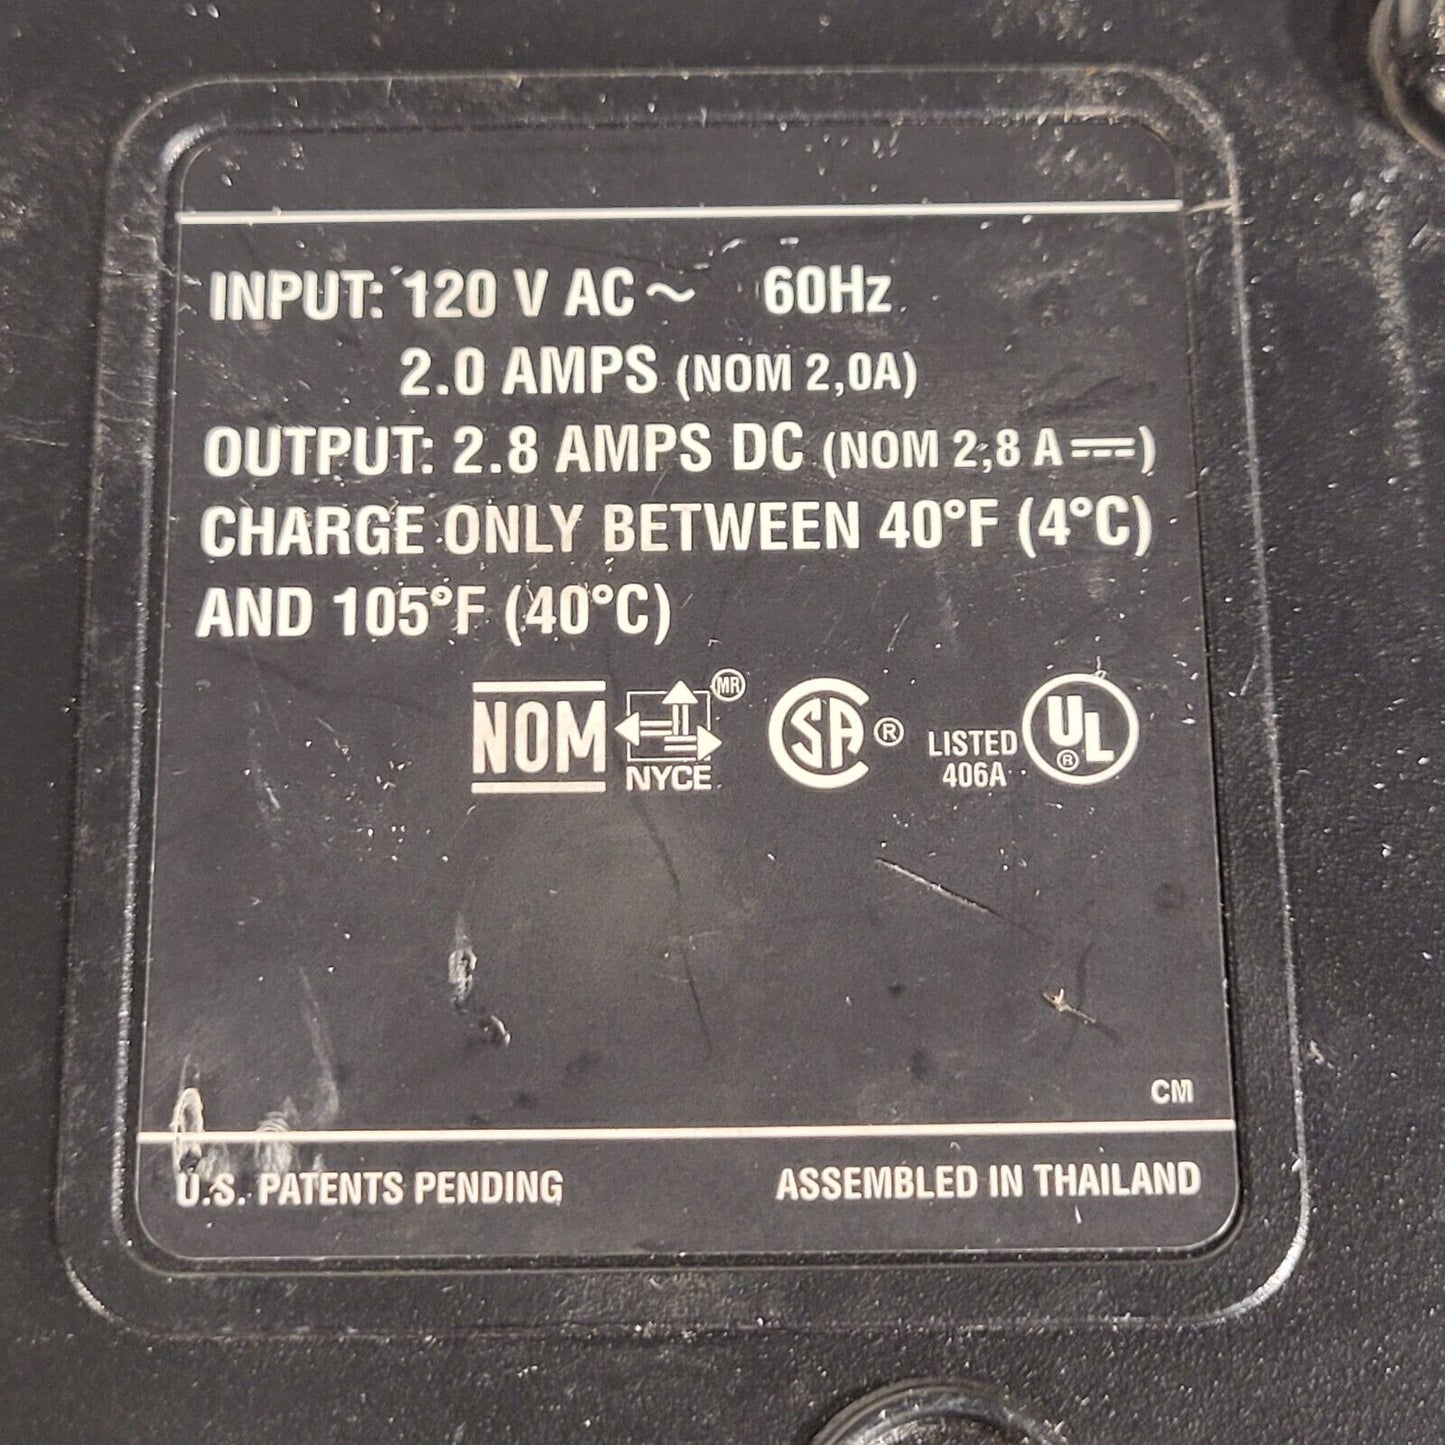 INPUT: 120 V AC ~ 60Hz
2.0 AMPS (NOM 2,0A)
OUTPUT: 2.8 AMPS DC (NOM 2,8 A ⎓)
CHARGE ONLY BETWEEN 40°F (4°C)
AND 105°F (40°C)
NOM NYCE MR SA ® LISTED 406A UL ®
CM
U.S. PATENTS PENDING ASSEMBLED IN THAILAND